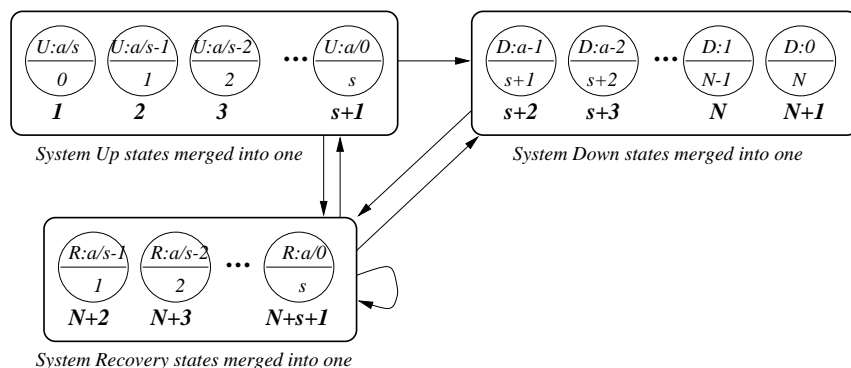 U:a/s U:a/s-1 U:a/s-2 ... U:a/0
0 1 2 s
1 2 3 s+1
System Up states merged into one
D:a-1 D:a-2 ... D:1 D:0
s+1 s+2 N-1 N
s+2 s+3 N N+1
System Down states merged into one
R:a/s-1 R:a/s-2 ... R:a/0
1 2 s
N+2 N+3 N+s+1
System Recovery states merged into one